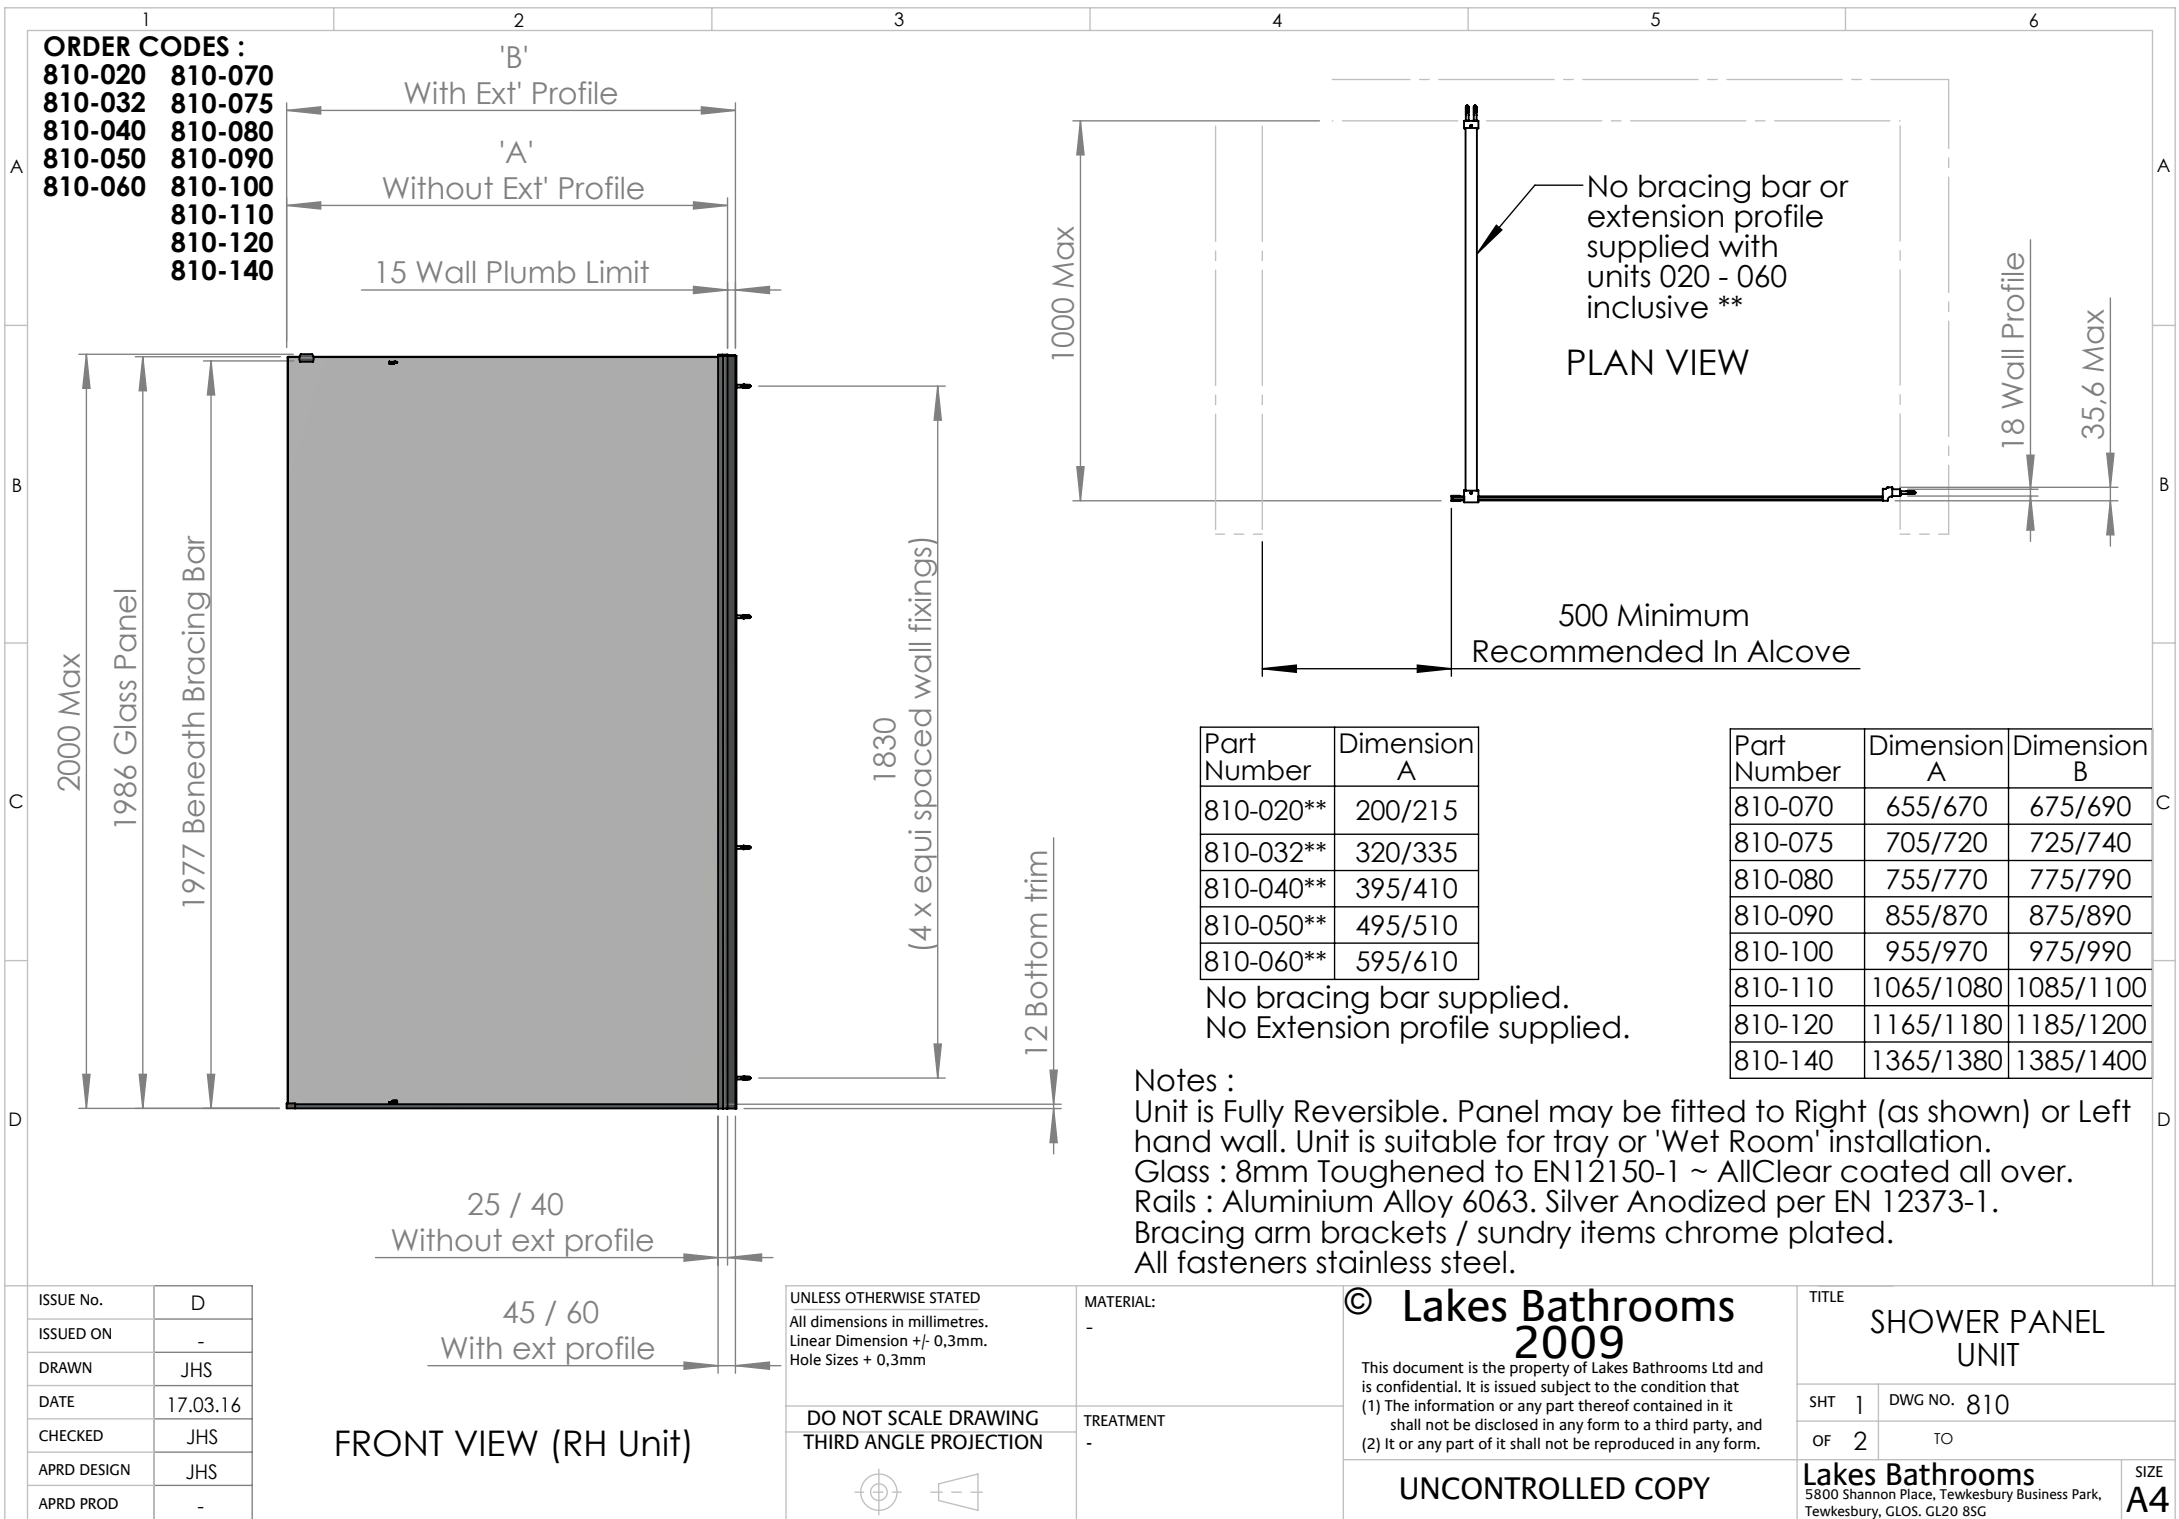 1 2 3 4 5 6
A
B
C
D
A
B
C
D
ORDER CODES :
810-020 810-070
810-032 810-075
810-040 810-080
810-050 810-090
810-060 810-100
810-110
810-120
810-140
'B'
With Ext' Profile
'A'
Without Ext' Profile
15 Wall Plumb Limit
2000 Max
1986 Glass Panel
1977 Beneath Bracing Bar
1830
(4 x equi spaced wall fixings)
12 Bottom trim
25 / 40
Without ext profile
45 / 60
With ext profile
FRONT VIEW (RH Unit)
1000 Max
No bracing bar or
extension profile
supplied with
units 020 - 060
inclusive **
PLAN VIEW
18 Wall Profile
35,6 Max
500 Minimum
Recommended In Alcove
Part Number Dimension A
810-020** 200/215
810-032** 320/335
810-040** 395/410
810-050** 495/510
810-060** 595/610
No bracing bar supplied.
No Extension profile supplied.
Part Number Dimension A Dimension B
810-070 655/670 675/690
810-075 705/720 725/740
810-080 755/770 775/790
810-090 855/870 875/890
810-100 955/970 975/990
810-110 1065/1080 1085/1100
810-120 1165/1180 1185/1200
810-140 1365/1380 1385/1400
Notes :
Unit is Fully Reversible. Panel may be fitted to Right (as shown) or Left
hand wall. Unit is suitable for tray or 'Wet Room' installation.
Glass : 8mm Toughened to EN12150-1 ~ AllClear coated all over.
Rails : Aluminium Alloy 6063. Silver Anodized per EN 12373-1.
Bracing arm brackets / sundry items chrome plated.
All fasteners stainless steel.
ISSUE No. D
ISSUED ON -
DRAWN JHS
DATE 17.03.16
CHECKED JHS
APRD DESIGN JHS
APRD PROD -
UNLESS OTHERWISE STATED
All dimensions in millimetres.
Linear Dimension +/- 0,3mm.
Hole Sizes + 0,3mm
DO NOT SCALE DRAWING
THIRD ANGLE PROJECTION
MATERIAL:
-
TREATMENT
-
© Lakes Bathrooms
2009
This document is the property of Lakes Bathrooms Ltd and
is confidential. It is issued subject to the condition that
(1) The information or any part thereof contained in it
shall not be disclosed in any form to a third party, and
(2) It or any part of it shall not be reproduced in any form.
UNCONTROLLED COPY
TITLE
SHOWER PANEL
UNIT
SHT 1 DWG NO. 810
OF 2 TO
Lakes Bathrooms
5800 Shannon Place, Tewkesbury Business Park,
Tewkesbury, GLOS. GL20 8SG
SIZE
A4